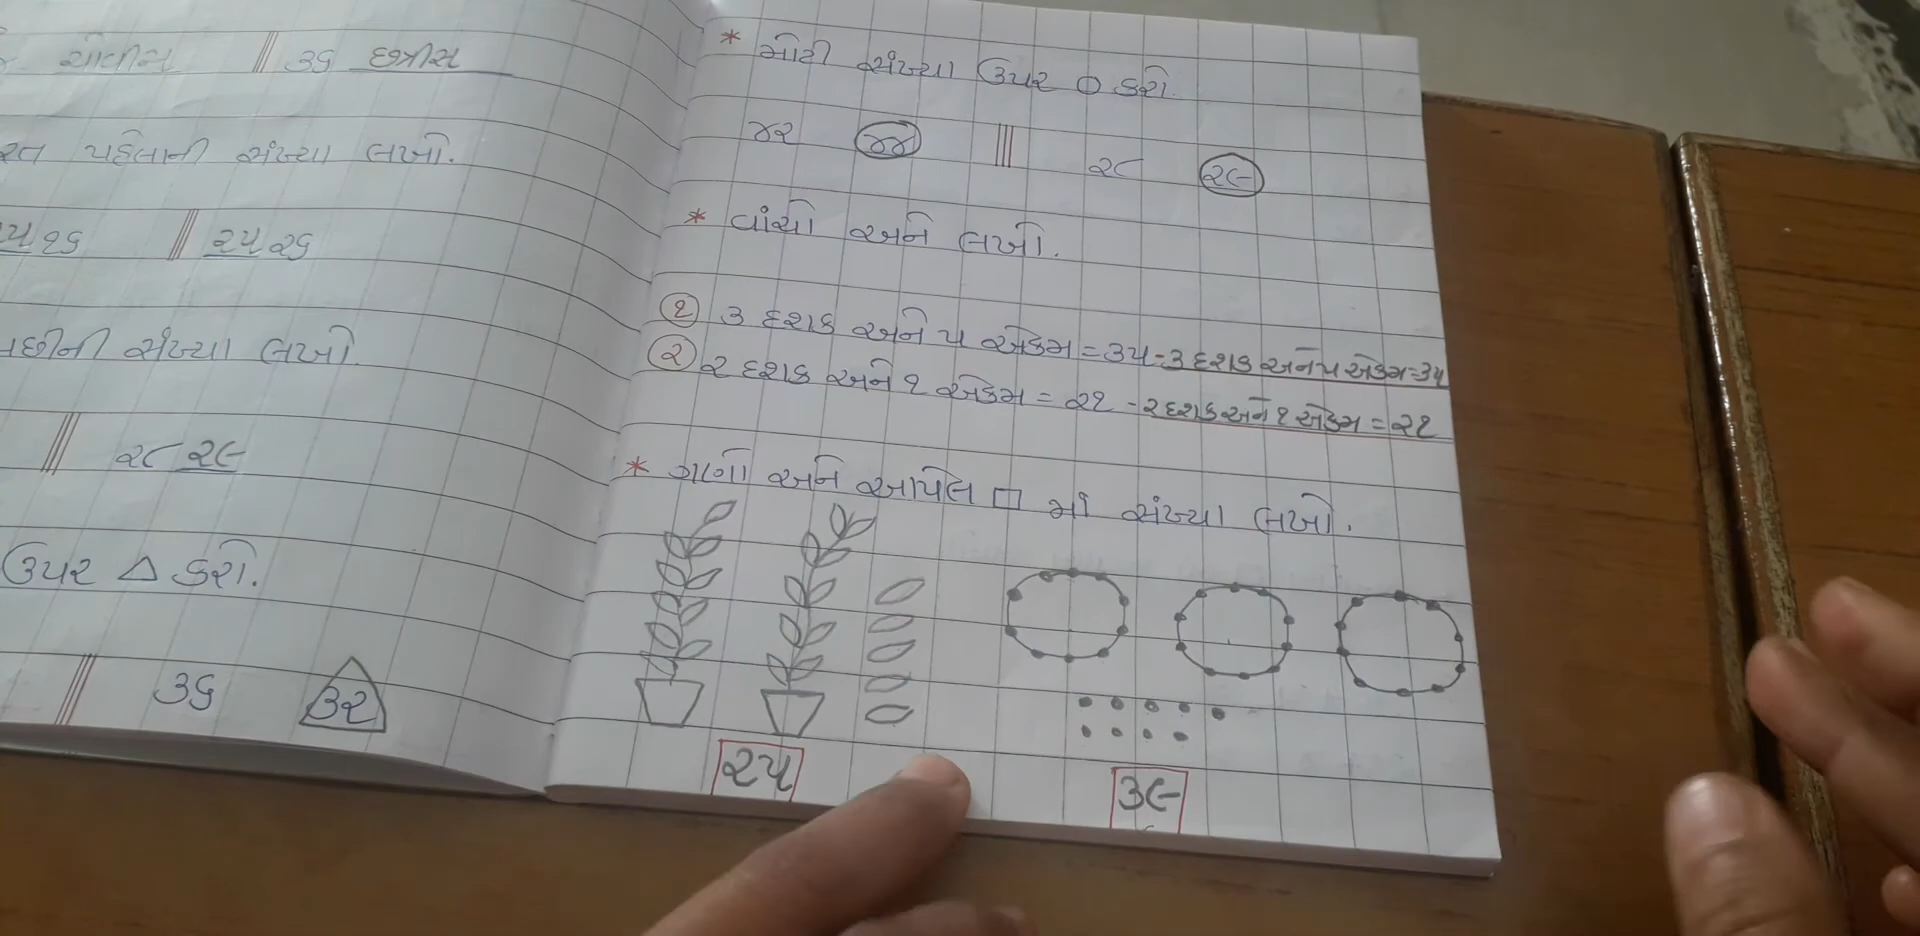 ચોત્રીસ ૩૬ છત્રીસ
રત પહેલાની સંખ્યા લખો.
૨૫ ૨૬
પછીની સંખ્યા લખો
૨૮ ૨૯
ઉપર △ કરો.
૩૬ ૩૨
* મોટી સંખ્યા ઉપર ○ કરો.
૪૨ ૪૪ ૨૮ ૨૯
* વાંચો અને લખો.
૧ ૩ દશક અને ૫ એકમ = ૩૫ - ૩ દશક અને ૫ એકમ = ૩૫
૨ ૨ દશક અને ૧ એકમ = ૨૧ - ૨ દશક અને ૧ એકમ = ૨૧
* ગણો અને આપેલ □ માં સંખ્યા લખો.
૨૫ ૩૯